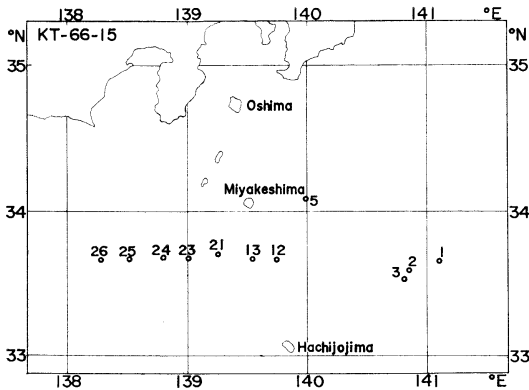 138 139 140 141 °E
°N KT-66-15 °N
35 35
Oshima
Miyakeshima
5
34 34
26 25 24 23 21 13 12 3 2 1
Hachijojima
33 33
138 139 140 141 °E